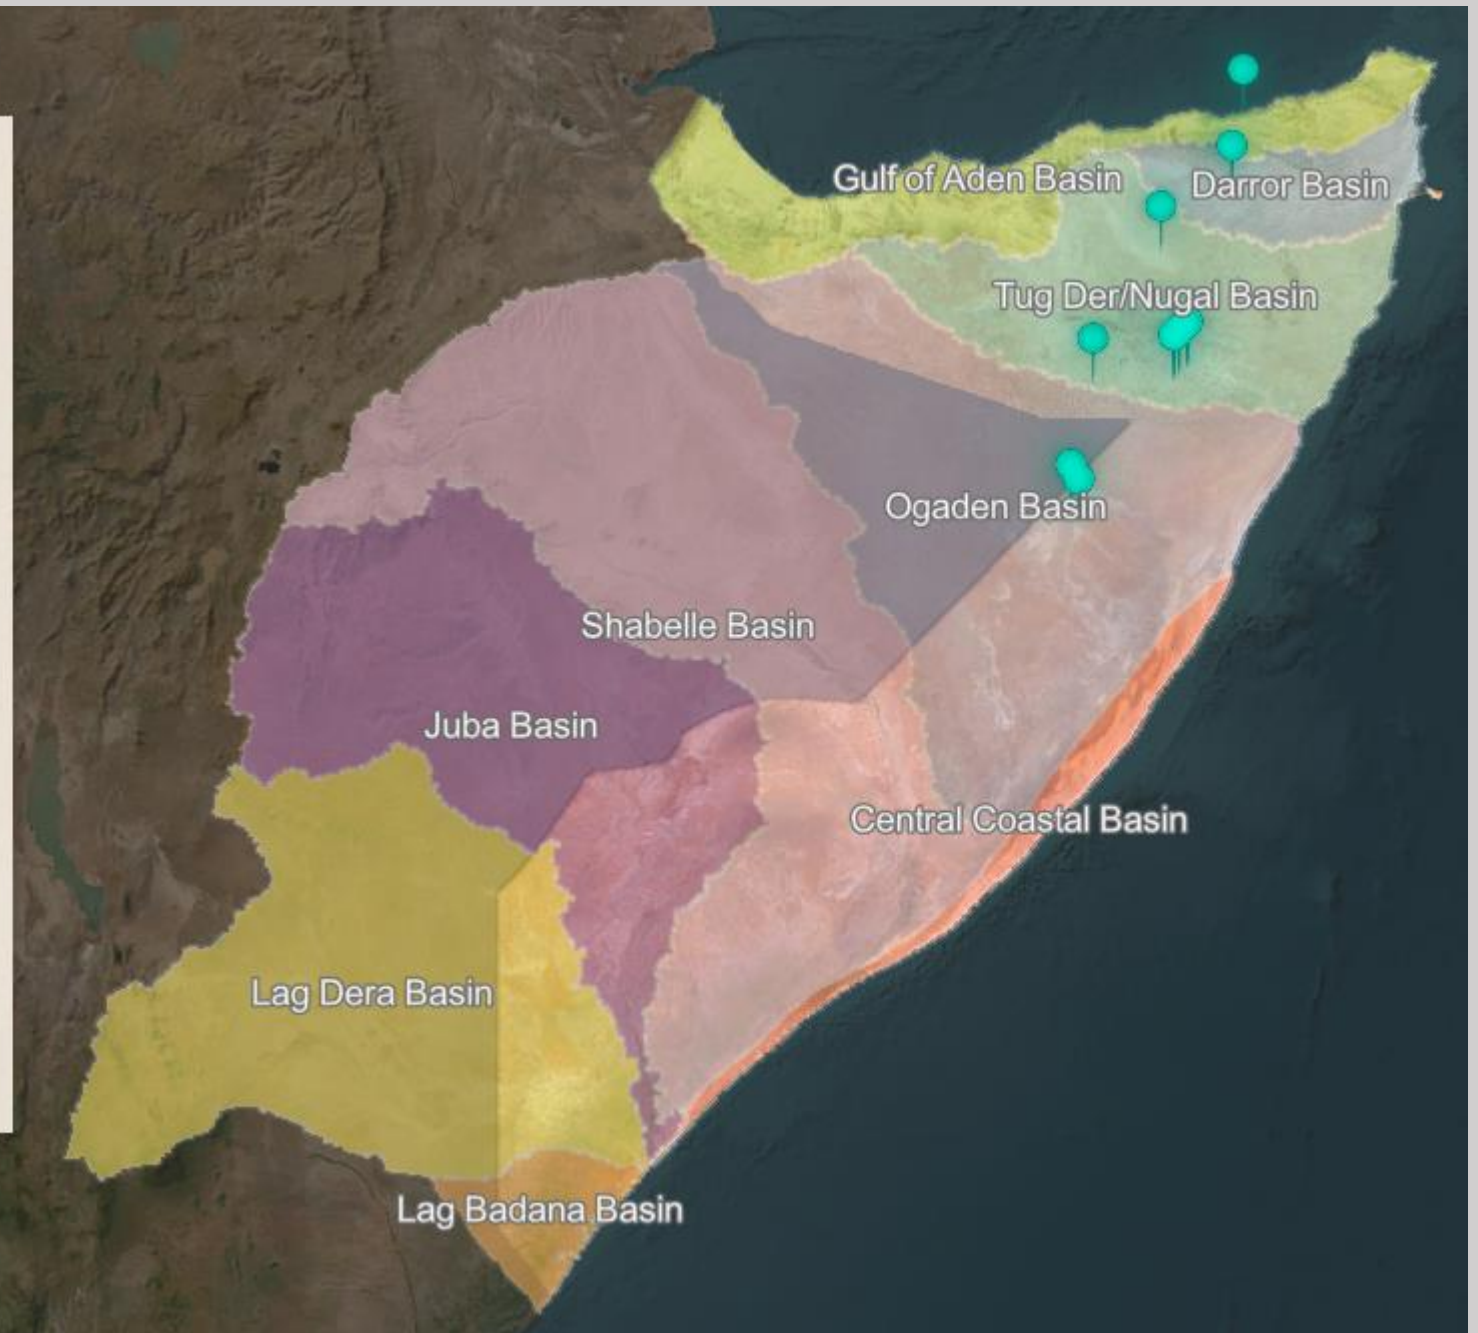 Gulf of Aden Basin
Darror Basin
Tug Der/Nugal Basin
Ogaden Basin
Shabelle Basin
Juba Basin
Central Coastal Basin
Lag Dera Basin
Lag Badana Basin